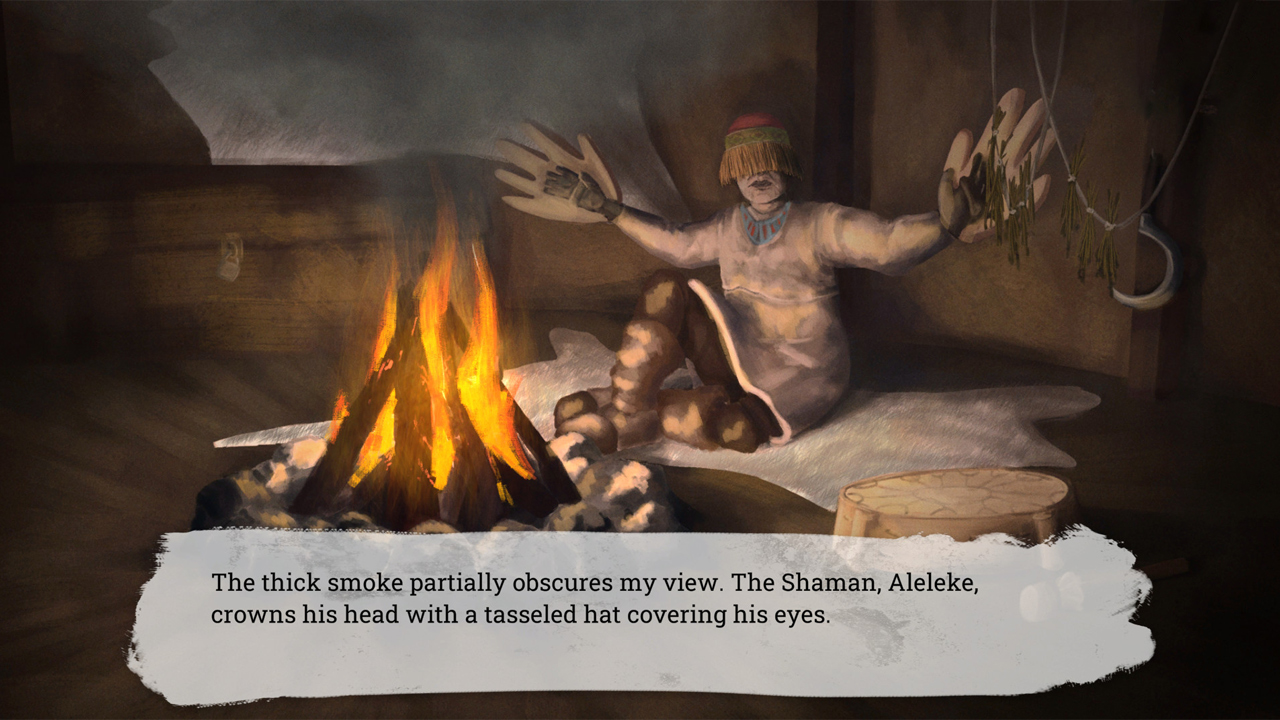 The thick smoke partially obscures my view. The Shaman, Aleleke,
crowns his head with a tasseled hat covering his eyes.